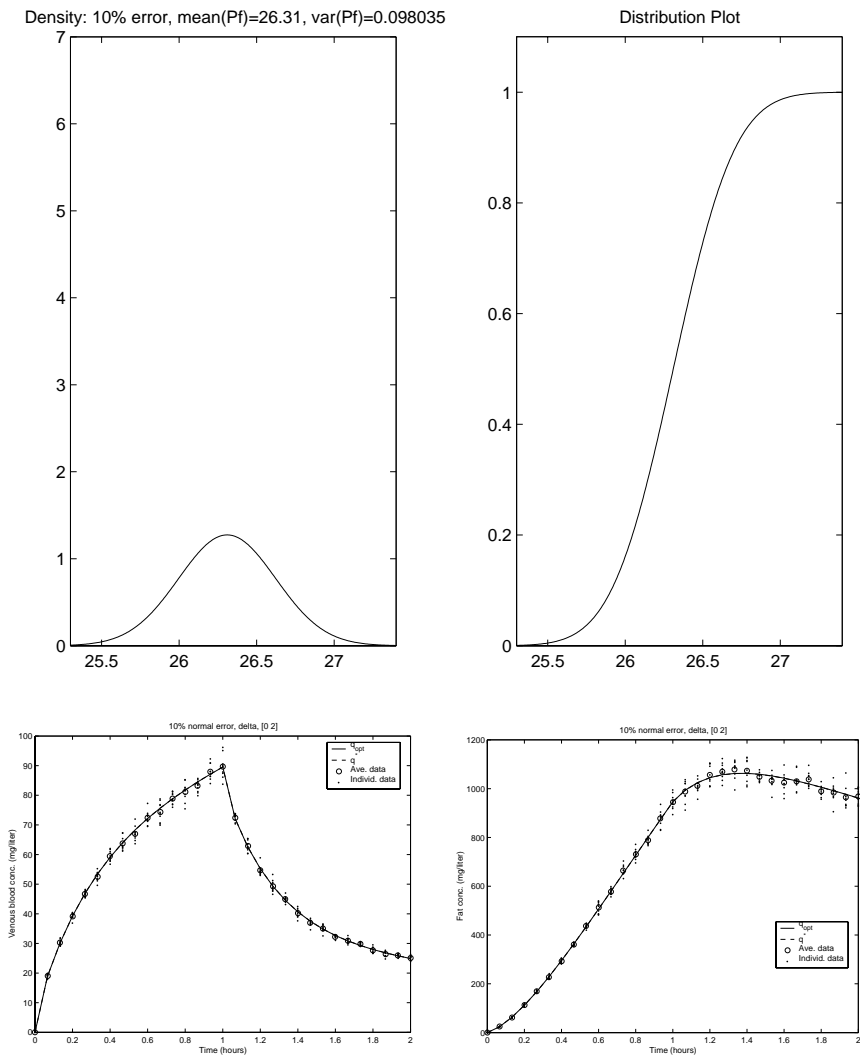 Density: 10% error, mean(Pf)=26.31, var(Pf)=0.098035
7
6
5
4
3
2
1
0
25.5 26 26.5 27
Distribution Plot
1
0.8
0.6
0.4
0.2
0
25.5 26 26.5 27
10% normal error, delta, [0 2]
100
90
80
70
60
50
40
30
20
10
0
0 0.2 0.4 0.6 0.8 1 1.2 1.4 1.6 1.8 2
Venous blood conc. (mg/liter)
Time (hours)
q_opt
q*
Ave. data
Individ. data
10% normal error, delta, [0 2]
1200
1000
800
600
400
200
0
0 0.2 0.4 0.6 0.8 1 1.2 1.4 1.6 1.8 2
Fat conc. (mg/liter)
Time (hours)
q_opt
q*
Ave. data
Individ. data